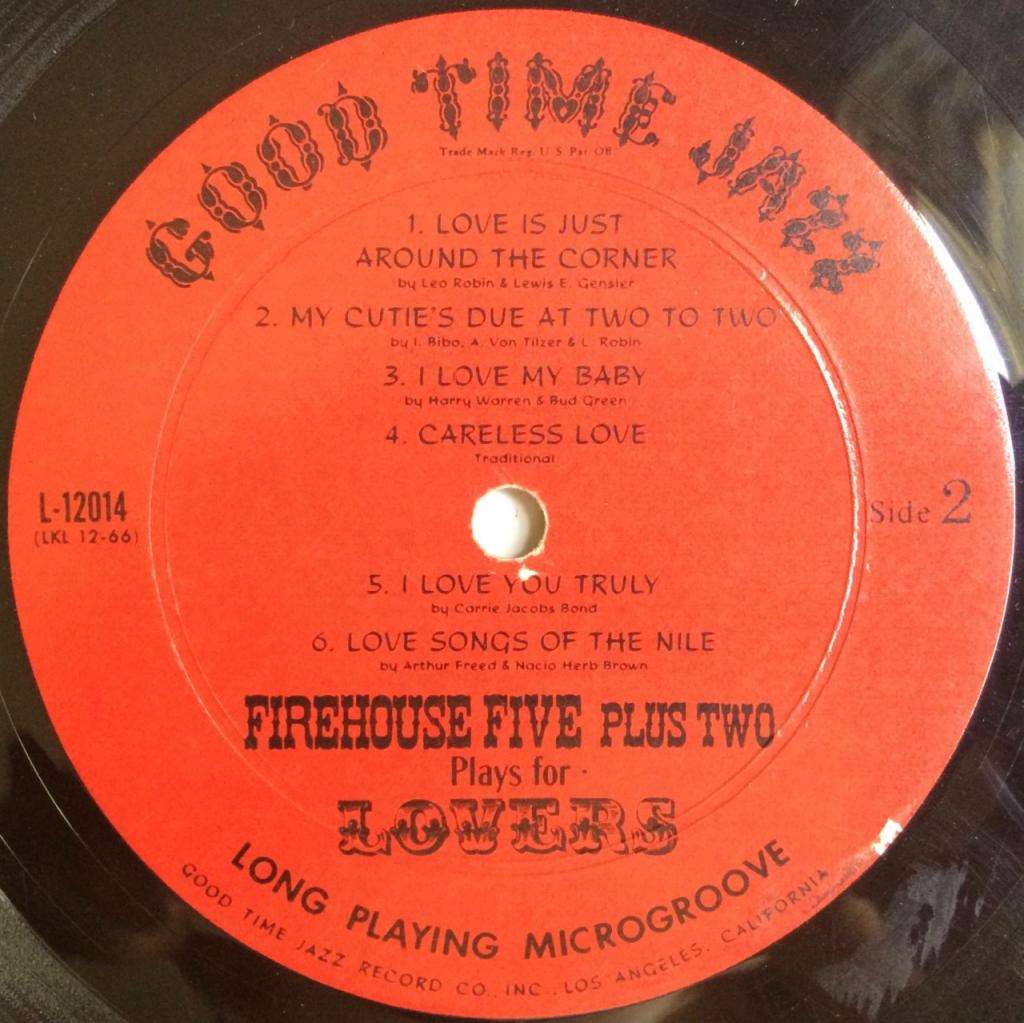 GOOD TIME JAZZ
Trade Mark Reg. U. S. Pat. Off
1. LOVE IS JUST
AROUND THE CORNER
by Leo Robin & Lewis E. Gensler
2. MY CUTIE'S DUE AT TWO TO TWO
by I. Bibo, A. Von Tilzer & L. Robin
3. I LOVE MY BABY
by Harry Warren & Bud Green
4. CARELESS LOVE
Traditional
L-12014
(LKL 12-66)
Side 2
5. I LOVE YOU TRULY
by Carrie Jacobs Bond
6. LOVE SONGS OF THE NILE
by Arthur Freed & Nacio Herb Brown
FIREHOUSE FIVE PLUS TWO
Plays for
LOVERS
LONG PLAYING MICROGROOVE
GOOD TIME JAZZ RECORD CO., INC., LOS ANGELES, CALIFORNIA